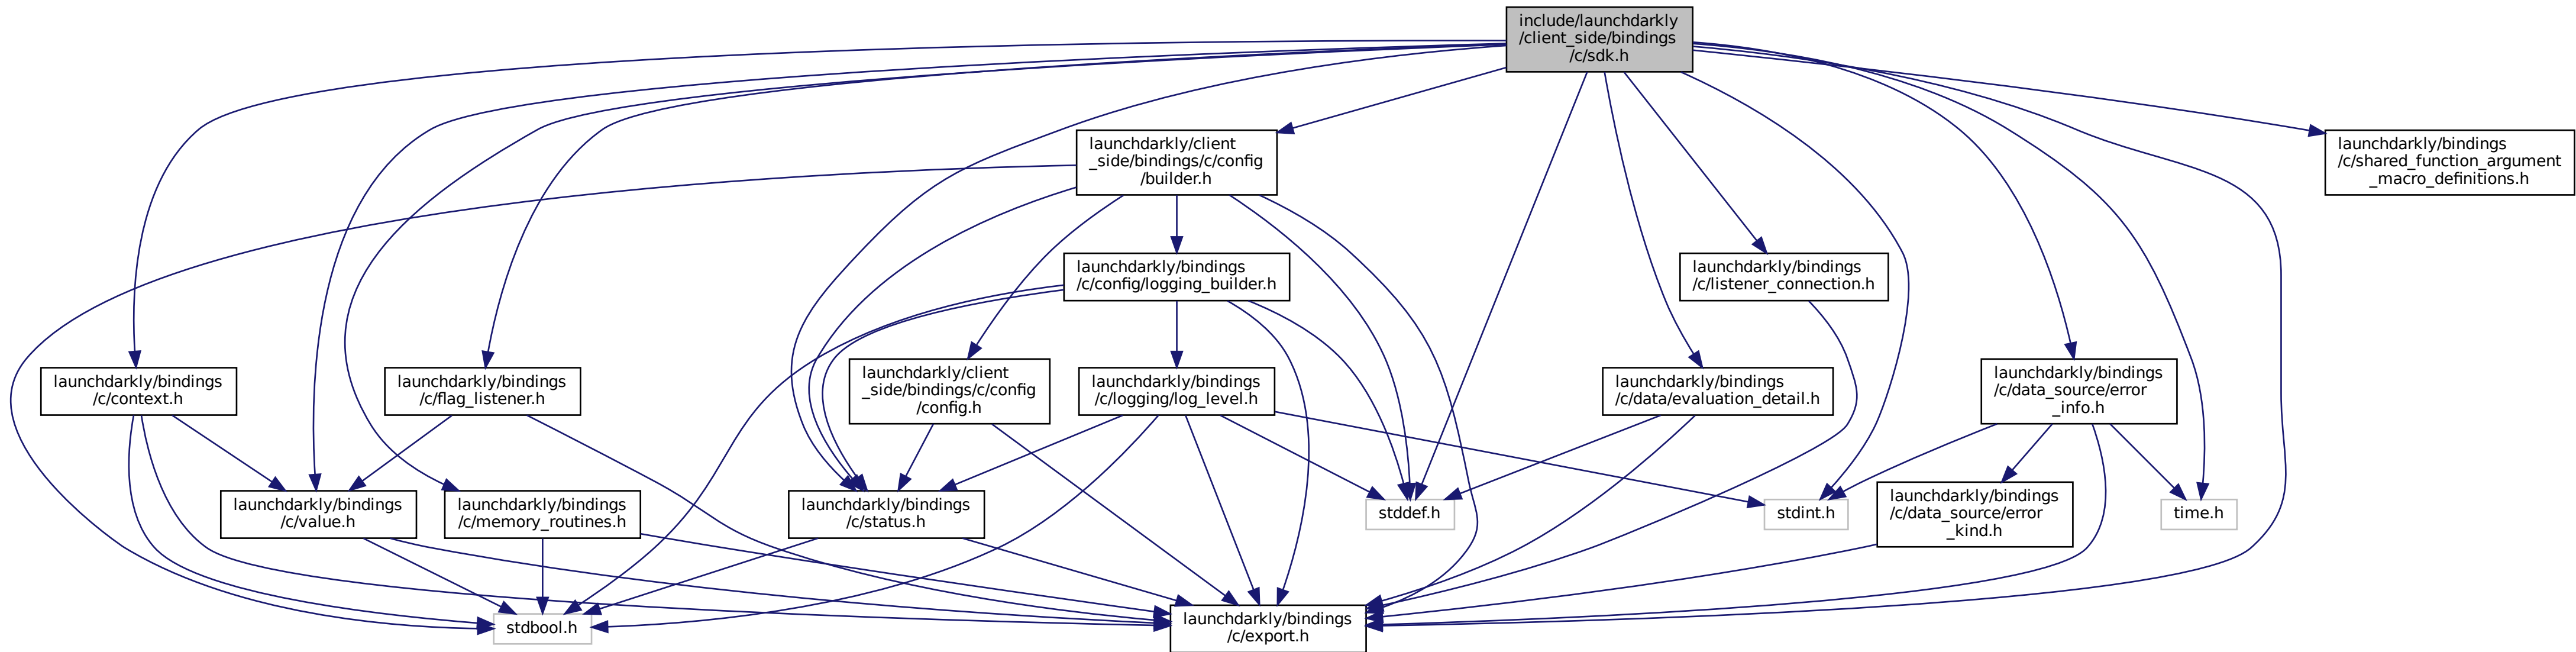 include/launchdarkly
/client_side/bindings
/c/sdk.h
launchdarkly/client
_side/bindings/c/config
/builder.h
launchdarkly/bindings
/c/shared_function_argument
_macro_definitions.h
launchdarkly/bindings
/c/config/logging_builder.h
launchdarkly/bindings
/c/listener_connection.h
launchdarkly/bindings
/c/context.h
launchdarkly/bindings
/c/flag_listener.h
launchdarkly/client
_side/bindings/c/config
/config.h
launchdarkly/bindings
/c/logging/log_level.h
launchdarkly/bindings
/c/data/evaluation_detail.h
launchdarkly/bindings
/c/data_source/error
_info.h
launchdarkly/bindings
/c/value.h
launchdarkly/bindings
/c/memory_routines.h
launchdarkly/bindings
/c/status.h
stddef.h
stdint.h
launchdarkly/bindings
/c/data_source/error
_kind.h
time.h
stdbool.h
launchdarkly/bindings
/c/export.h